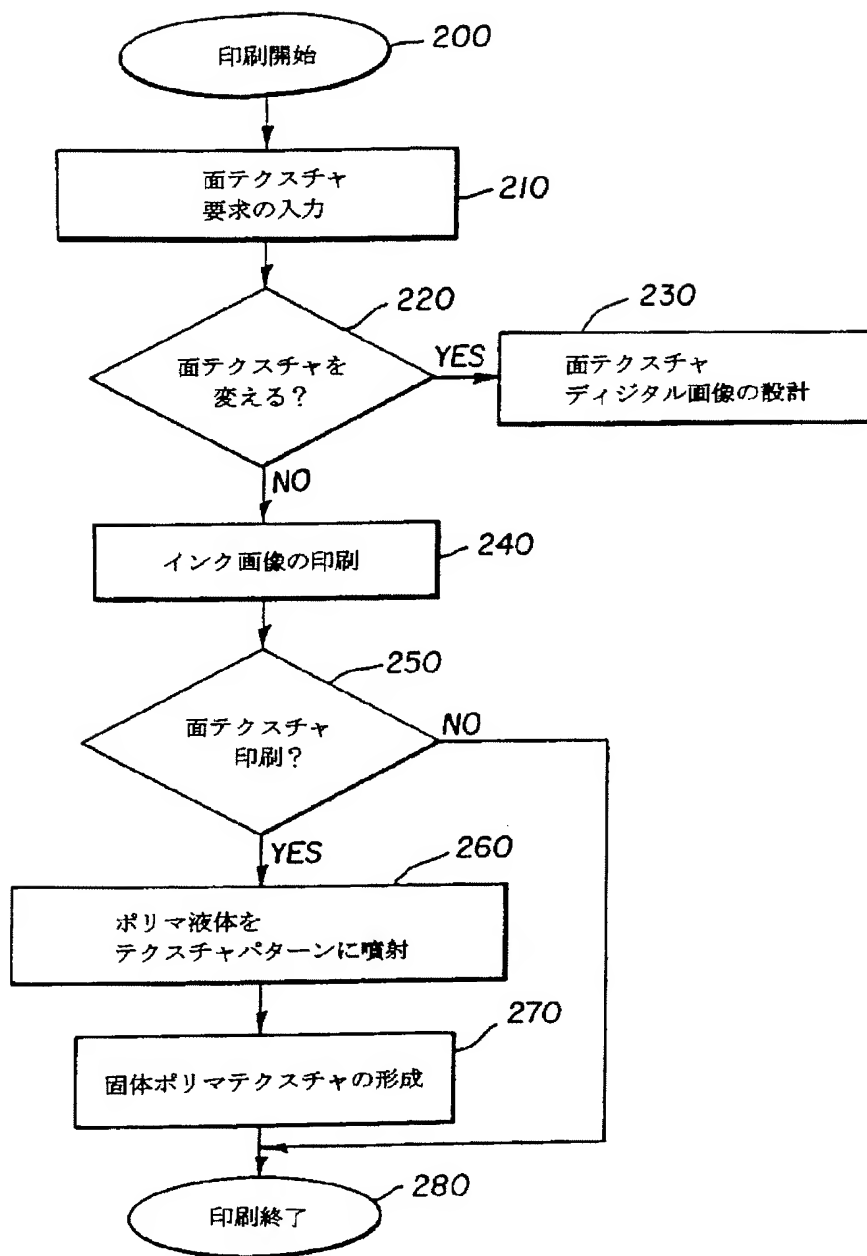 印刷開始
200
面テクスチャ
要求の入力
210
220
面テクスチャを
変える？
YES
230
面テクスチャ
ディジタル画像の設計
NO
インク画像の印刷
240
250
面テクスチャ
印刷？
NO
YES
260
ポリマ液体を
テクスチャパターンに噴射
270
固体ポリマテクスチャの形成
印刷終了
280